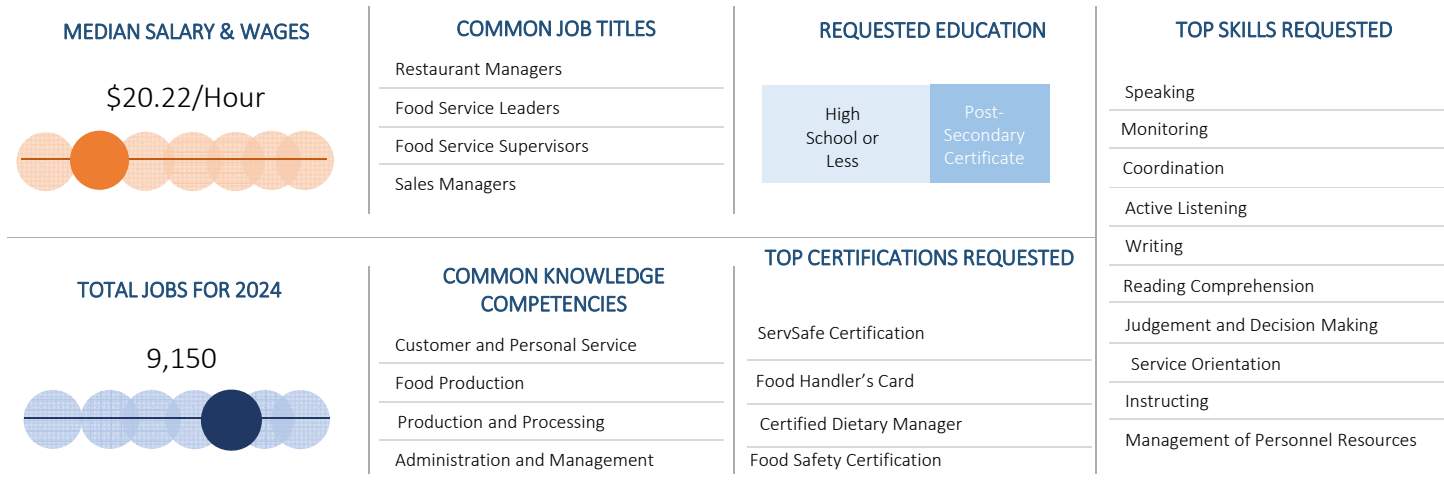 MEDIAN SALARY & WAGES
$20.22/Hour
COMMON JOB TITLES
Restaurant Managers
Food Service Leaders
Food Service Supervisors
Sales Managers
REQUESTED EDUCATION
High
School or
Less
Post-
Secondary
Certificate
TOP SKILLS REQUESTED
Speaking
Monitoring
Coordination
Active Listening
Writing
Reading Comprehension
Judgement and Decision Making
Service Orientation
Instructing
Management of Personnel Resources
TOTAL JOBS FOR 2024
9,150
COMMON KNOWLEDGE
COMPETENCIES
Customer and Personal Service
Food Production
Production and Processing
Administration and Management
TOP CERTIFICATIONS REQUESTED
ServSafe Certification
Food Handler’s Card
Certified Dietary Manager
Food Safety Certification